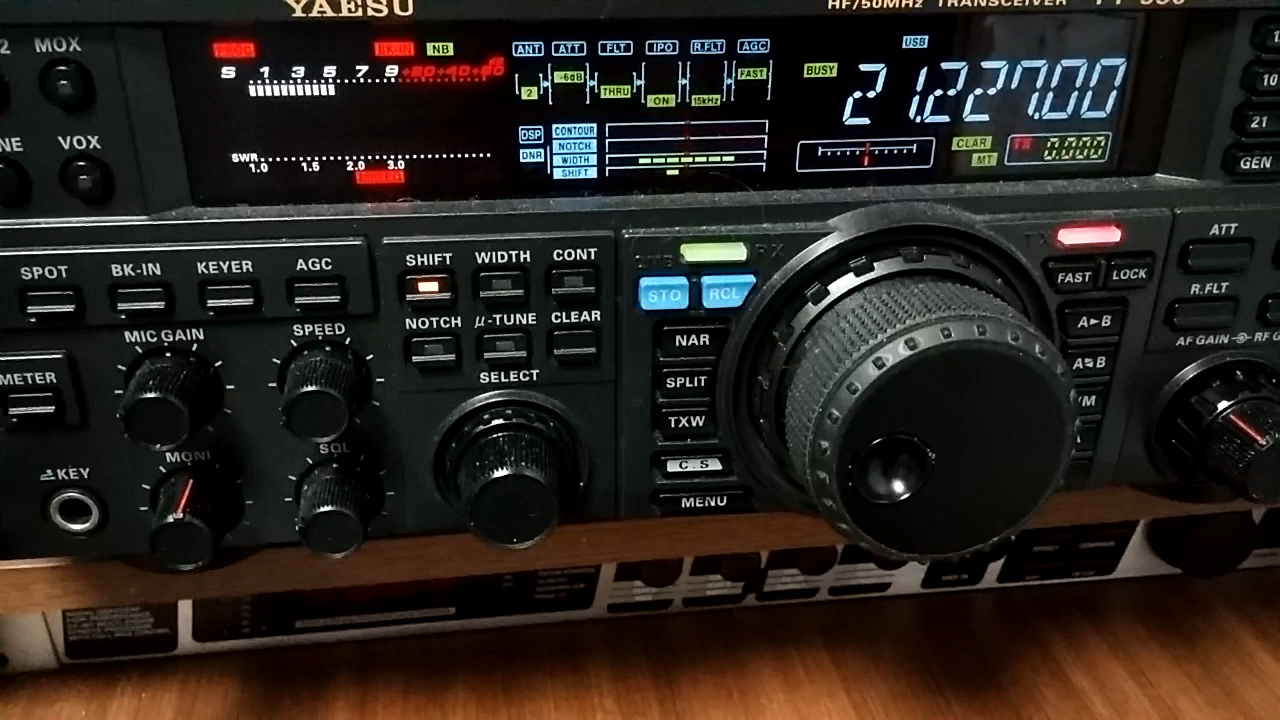 YAESU
HF/50MHz TRANSCEIVER
2 MOX
VOX
PROC BK-IN NB
S 1 3 5 7 9 +20+40+60 dB
SWR 1.0 1.5 2.0 3.0
ANT ATT FLT IPO R.FLT AGC
2 -6dB THRU ON 15kHz FAST
DSP
DNR
CONTOUR
NOTCH
WIDTH
SHIFT
USB
BUSY 21.227.00
CLAR
MT
TX 0.000
10
21
GEN
SPOT BK-IN KEYER AGC
MIC GAIN SPEED
METER
KEY
MONI SQL
SHIFT WIDTH CONT
NOTCH μ-TUNE CLEAR
SELECT
RX
STO RCL
NAR
SPLIT
TXW
C.S
MENU
TX
FAST LOCK
A►B
ATT
R.FLT
AF GAIN